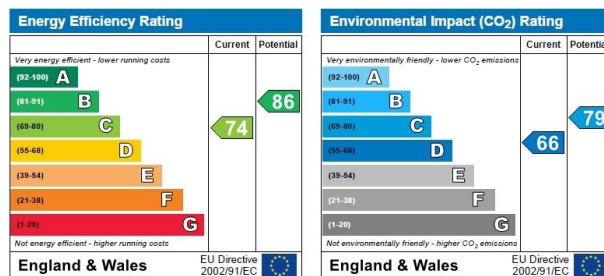 Energy Efficiency Rating
Current Potential
Very energy efficient - lower running costs
(92-100) A
(81-91) B
(69-80) C
(55-68) D
(39-54) E
(21-38) F
(1-20) G
74
86
Not energy efficient - higher running costs
England & Wales
EU Directive
2002/91/EC
Environmental Impact (CO₂) Rating
Current Potential
Very environmentally friendly - lower CO₂ emissions
(92-100) A
(81-91) B
(69-80) C
(55-68) D
(39-54) E
(21-38) F
(1-20) G
66
79
Not environmentally friendly - higher CO₂ emissions
England & Wales
EU Directive
2002/91/EC